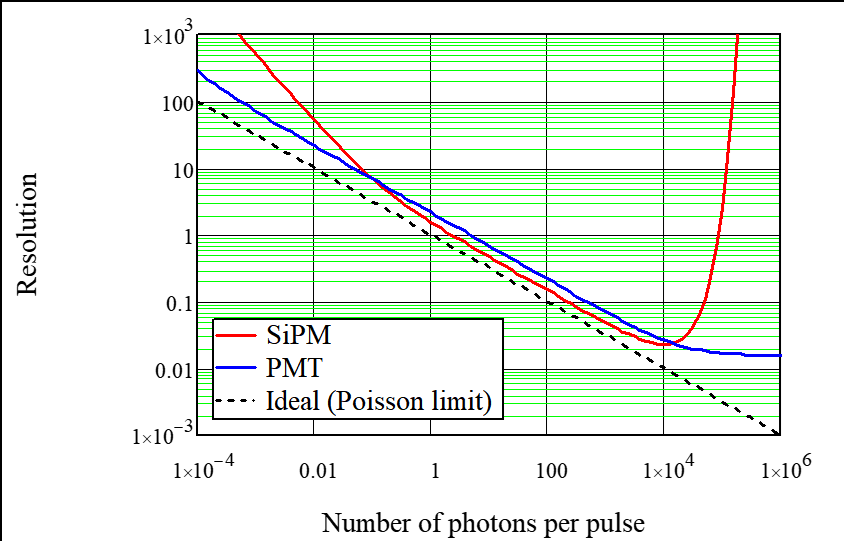 Resolution
1×10³
100
10
1
0.1
0.01
1×10⁻³
SiPM
PMT
Ideal (Poisson limit)
1×10⁻⁴ 0.01 1 100 1×10⁴ 1×10⁶
Number of photons per pulse